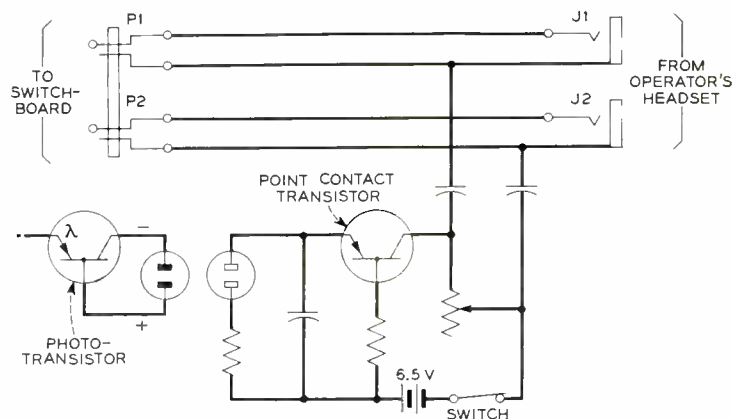 P1
J1
TO
SWITCH-
BOARD
FROM
OPERATOR'S
HEADSET
P2
J2
POINT CONTACT
TRANSISTOR
λ
−
+
PHOTO-
TRANSISTOR
6.5 V
SWITCH